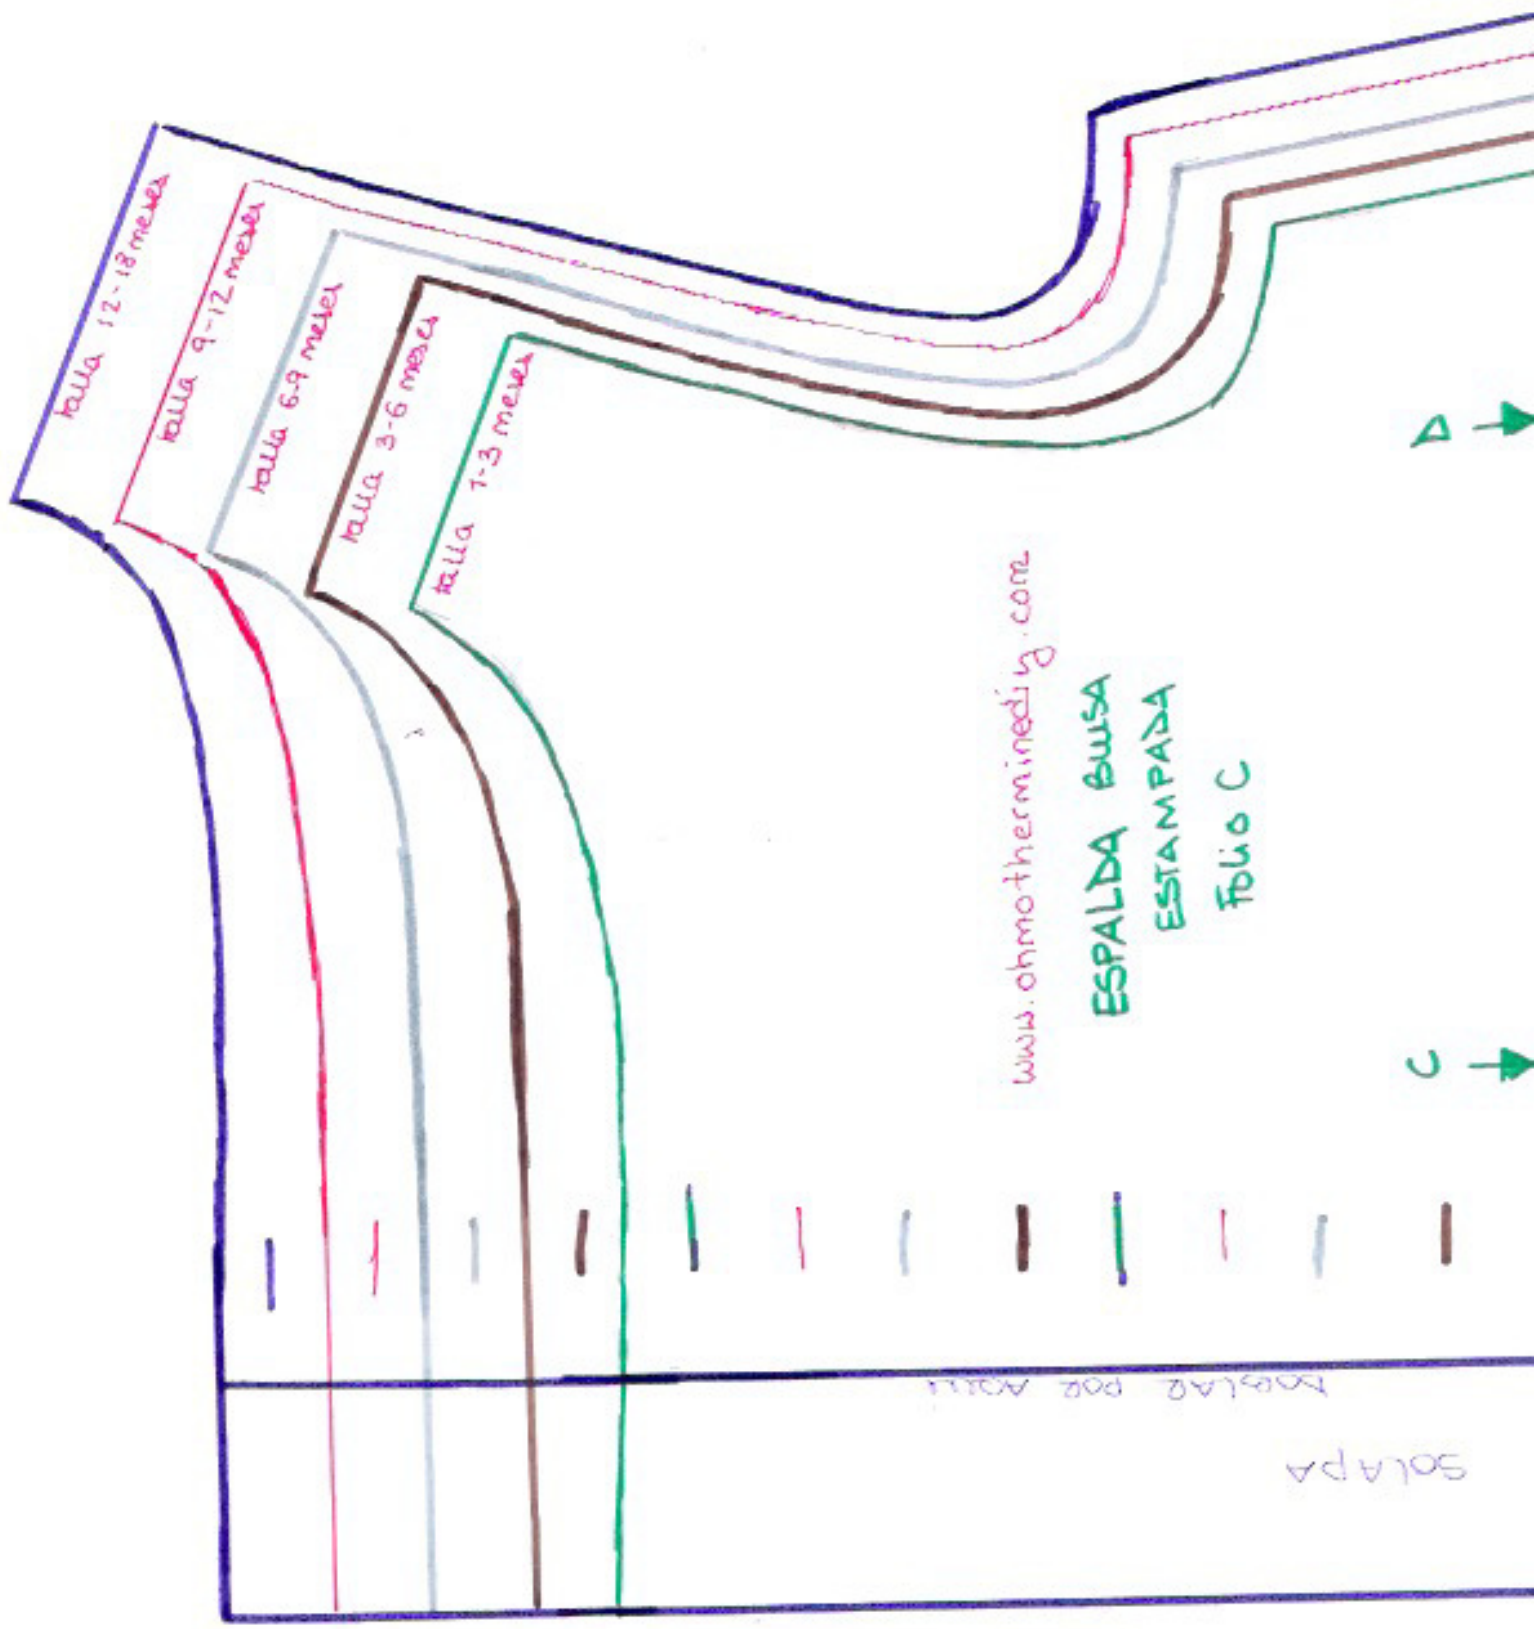 talla 12-18 meses
talla 9-12 meses
talla 6-9 meses
talla 3-6 meses
talla 1-3 meses
www.ohmotherminediy.com
ESPALDA BLUSA
ESTAMPADA
Folio C
D
C
DOBLAR POR AQUI
SOLAPA